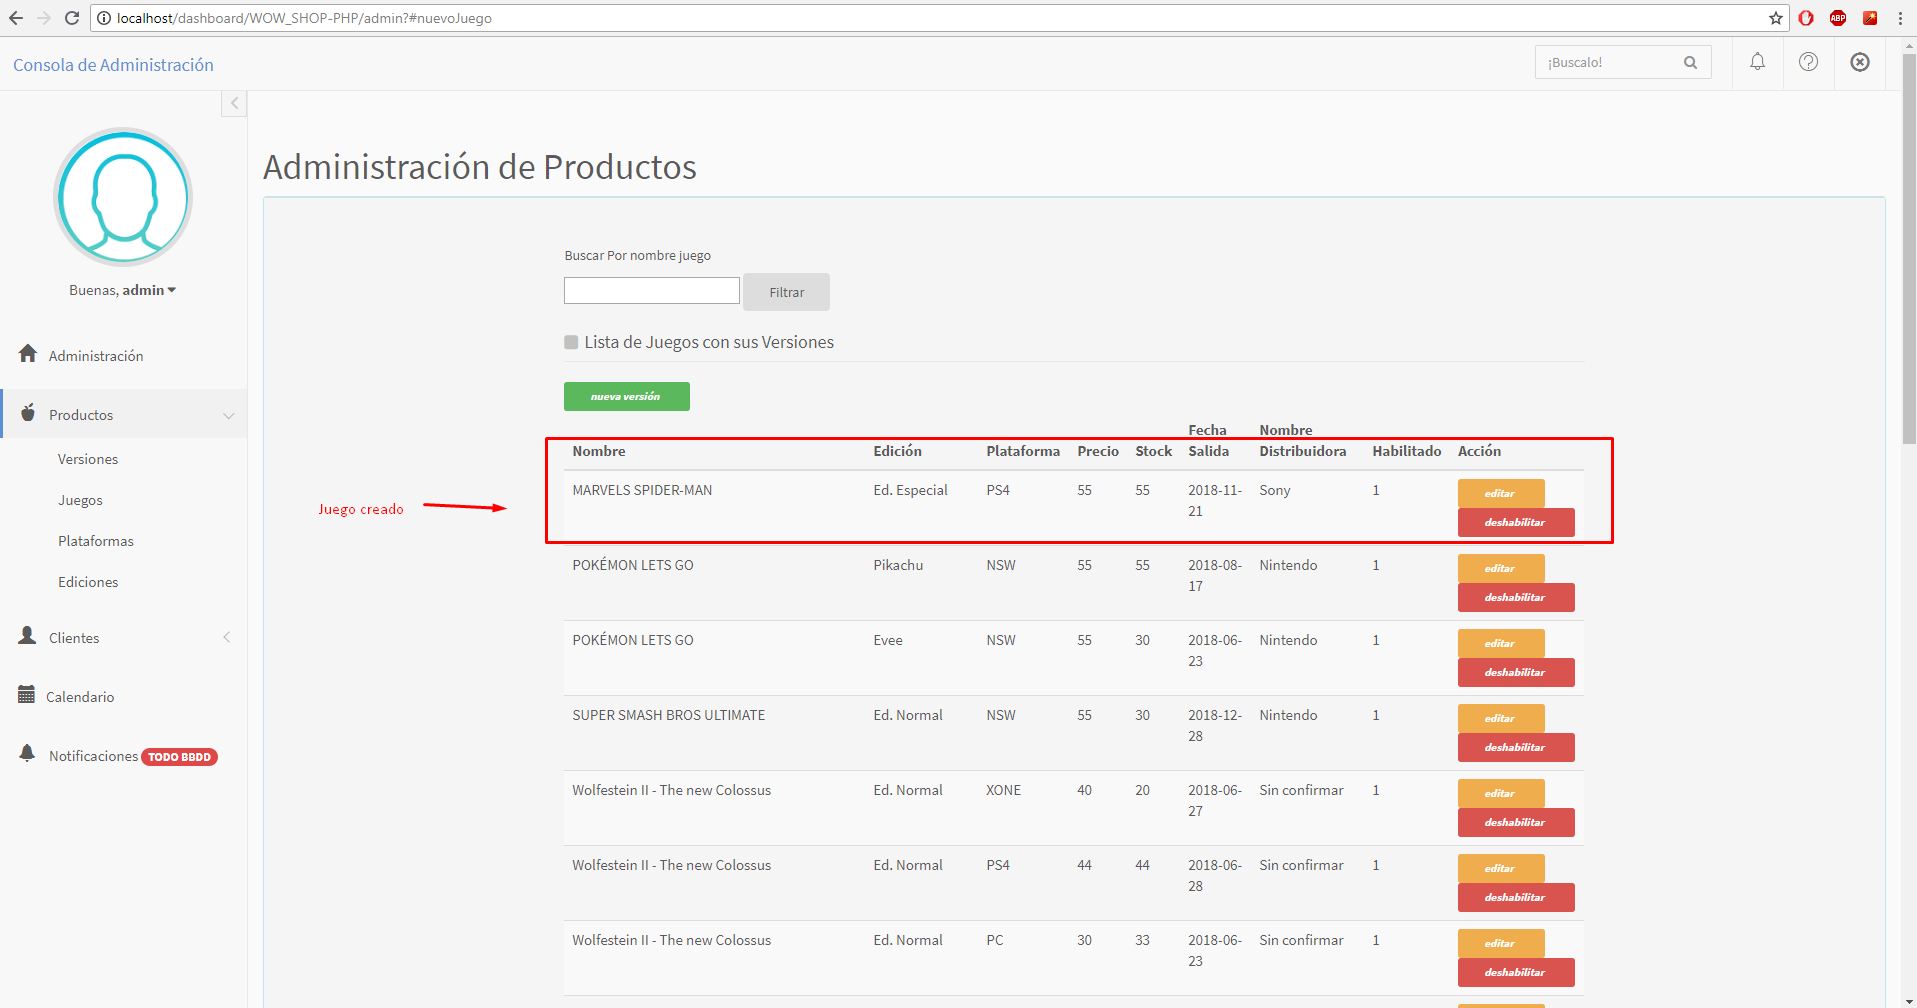 localhost/dashboard/WOW_SHOP-PHP/admin?#nuevoJuego
ABP
Consola de Administración
¡Buscalo!
Buenas, admin
Administración
Productos
Versiones
Juegos
Plataformas
Ediciones
Clientes
Calendario
Notificaciones TODO BBDD
Administración de Productos
Buscar Por nombre juego
Filtrar
Lista de Juegos con sus Versiones
nueva versión
Nombre Edición Plataforma Precio Stock Fecha Salida Nombre Distribuidora Habilitado Acción
Juego creado
MARVELS SPIDER-MAN Ed. Especial PS4 55 55 2018-11-21 Sony 1 editar deshabilitar
POKÉMON LETS GO Pikachu NSW 55 55 2018-08-17 Nintendo 1 editar deshabilitar
POKÉMON LETS GO Evee NSW 55 30 2018-06-23 Nintendo 1 editar deshabilitar
SUPER SMASH BROS ULTIMATE Ed. Normal NSW 55 30 2018-12-28 Nintendo 1 editar deshabilitar
Wolfestein II - The new Colossus Ed. Normal XONE 40 20 2018-06-27 Sin confirmar 1 editar deshabilitar
Wolfestein II - The new Colossus Ed. Normal PS4 44 44 2018-06-28 Sin confirmar 1 editar deshabilitar
Wolfestein II - The new Colossus Ed. Normal PC 30 33 2018-06-23 Sin confirmar 1 editar deshabilitar